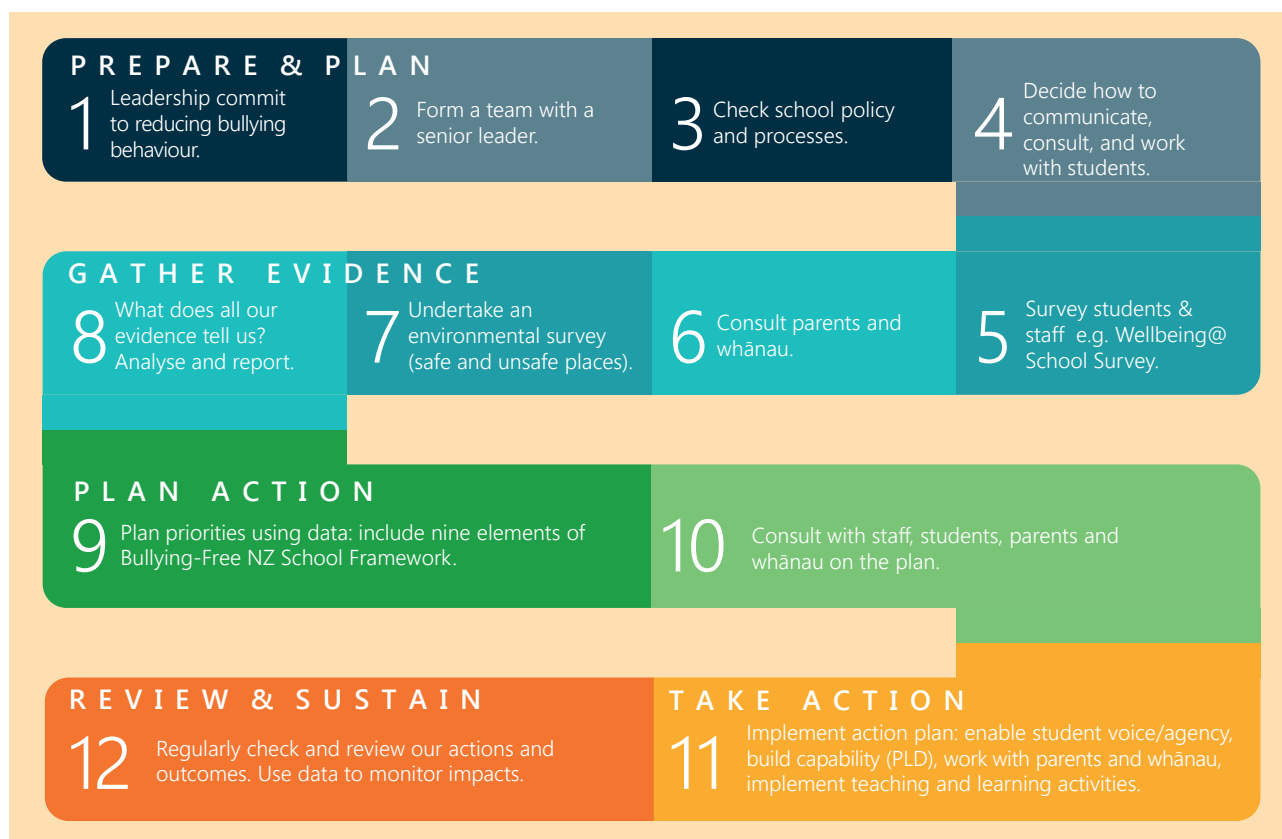 PREPARE & PLAN
1
Leadership commit
to reducing bullying
behaviour.
2
Form a team with a
senior leader.
3
Check school policy
and processes.
4
Decide how to
communicate,
consult, and work
with students.
GATHER EVIDENCE
8
What does all our
evidence tell us?
Analyse and report.
7
Undertake an
environmental survey
(safe and unsafe places).
6
Consult parents and
whānau.
5
Survey students &
staff e.g. Wellbeing@
School Survey.
PLAN ACTION
9
Plan priorities using data: include nine elements of
Bullying-Free NZ School Framework.
10
Consult with staff, students, parents and
whānau on the plan.
REVIEW & SUSTAIN
12
Regularly check and review our actions and
outcomes. Use data to monitor impacts.
TAKE ACTION
11
Implement action plan: enable student voice/agency,
build capability (PLD), work with parents and whānau,
implement teaching and learning activities.